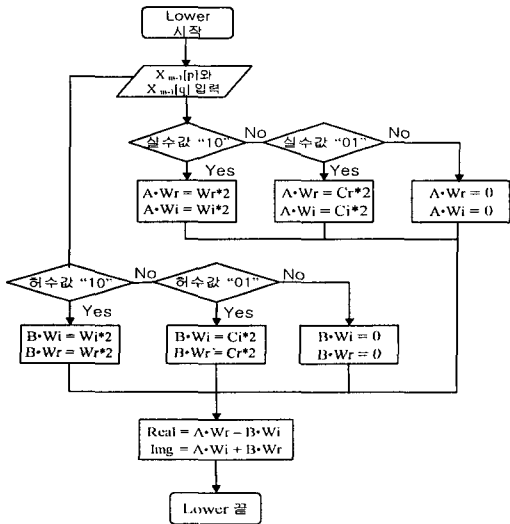 Lower
시작
X m-1[p]와
X m-1[q] 입력
실수값 "10"
No
실수값 "01"
No
Yes
Yes
A•Wr = Wr*2
A•Wi = Wi*2
A•Wr = Cr*2
A•Wi = Ci*2
A•Wr = 0
A•Wi = 0
허수값 "10"
No
허수값 "01"
No
Yes
Yes
B•Wi = Wi*2
B•Wr = Wr*2
B•Wi = Ci*2
B•Wr = Cr*2
B•Wi = 0
B•Wr = 0
Real = A•Wr − B•Wi
Img = A•Wi + B•Wr
Lower 끝